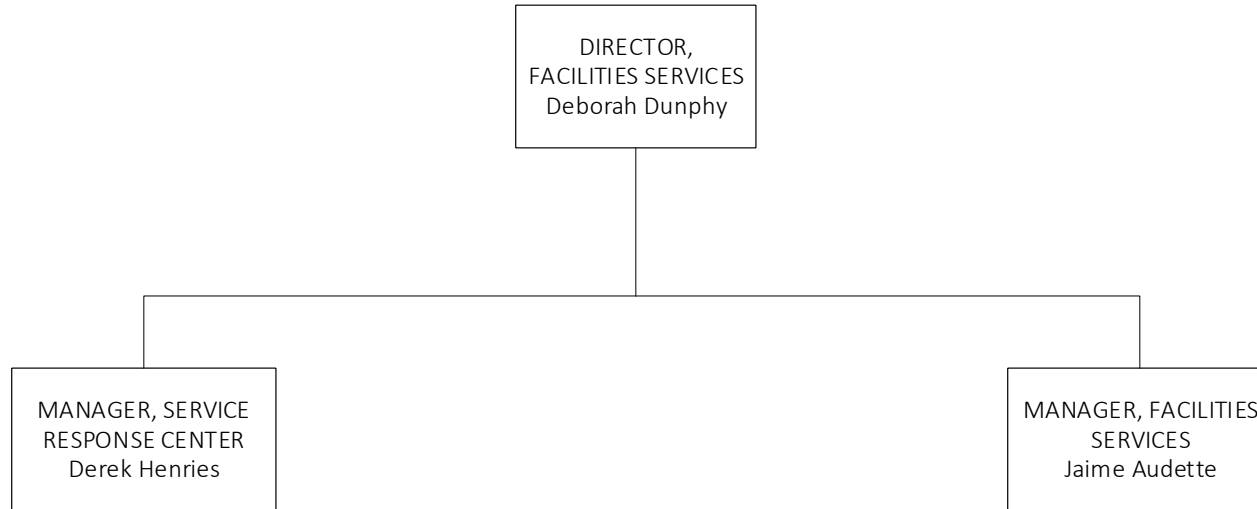 DIRECTOR,
FACILITIES SERVICES
Deborah Dunphy
MANAGER, SERVICE
RESPONSE CENTER
Derek Henries
MANAGER, FACILITIES
SERVICES
Jaime Audette